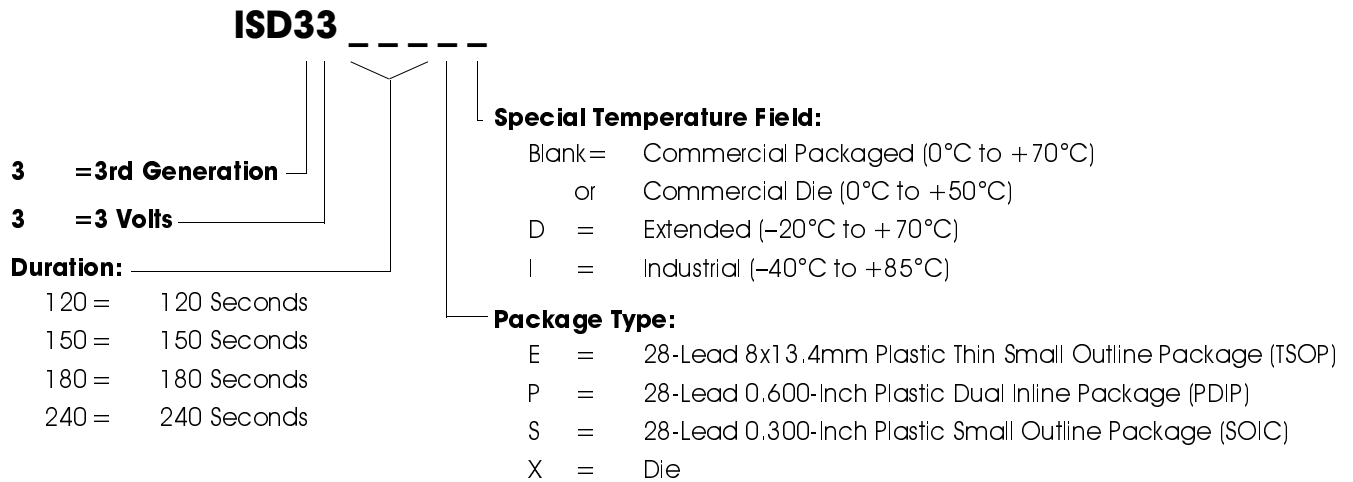 ISD33 _ _ _ _ _
3 =3rd Generation
3 =3 Volts
Duration:
120 = 120 Seconds
150 = 150 Seconds
180 = 180 Seconds
240 = 240 Seconds
Special Temperature Field:
Blank= Commercial Packaged (0°C to +70°C)
or Commercial Die (0°C to +50°C)
D = Extended (–20°C to +70°C)
I = Industrial (–40°C to +85°C)
Package Type:
E = 28-Lead 8x13.4mm Plastic Thin Small Outline Package (TSOP)
P = 28-Lead 0.600-Inch Plastic Dual Inline Package (PDIP)
S = 28-Lead 0.300-Inch Plastic Small Outline Package (SOIC)
X = Die